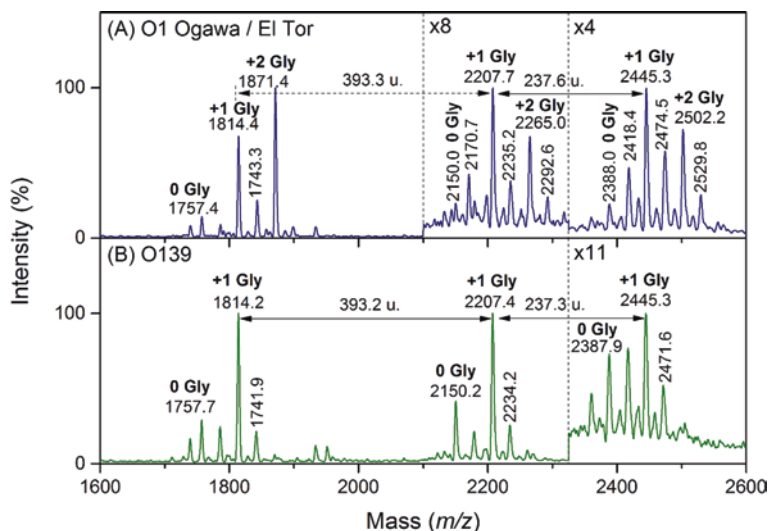 (A) O1 Ogawa / El Tor
x8
x4
+2 Gly
1871.4
+1 Gly
1814.4
393.3 u.
+1 Gly
2207.7
237.6 u.
+1 Gly
2445.3
0 Gly
1757.4
1743.3
2150.0 0 Gly
2170.7
2235.2
+2 Gly
2265.0
2292.6
2388.0 0 Gly
2418.4
2474.5
+2 Gly
2502.2
2529.8
100
0
(B) O139
x11
+1 Gly
1814.2
393.2 u.
+1 Gly
2207.4
237.3 u.
+1 Gly
2445.3
0 Gly
1757.7
1741.9
0 Gly
2150.2
2234.2
0 Gly
2387.9
2471.6
100
0
Intensity (%)
1600 1800 2000 2200 2400 2600
Mass (m/z)